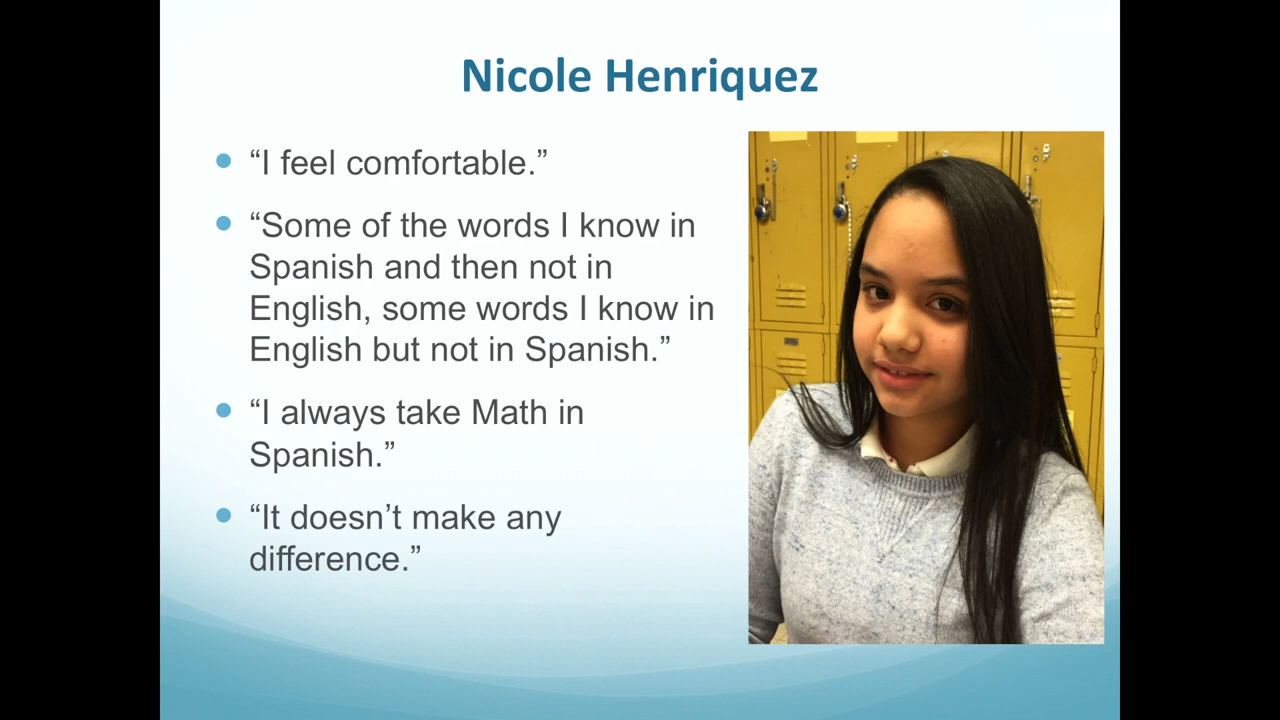 Nicole Henriquez
• “I feel comfortable.”
• “Some of the words I know in
Spanish and then not in
English, some words I know in
English but not in Spanish.”
• “I always take Math in
Spanish.”
• “It doesn’t make any
difference.”